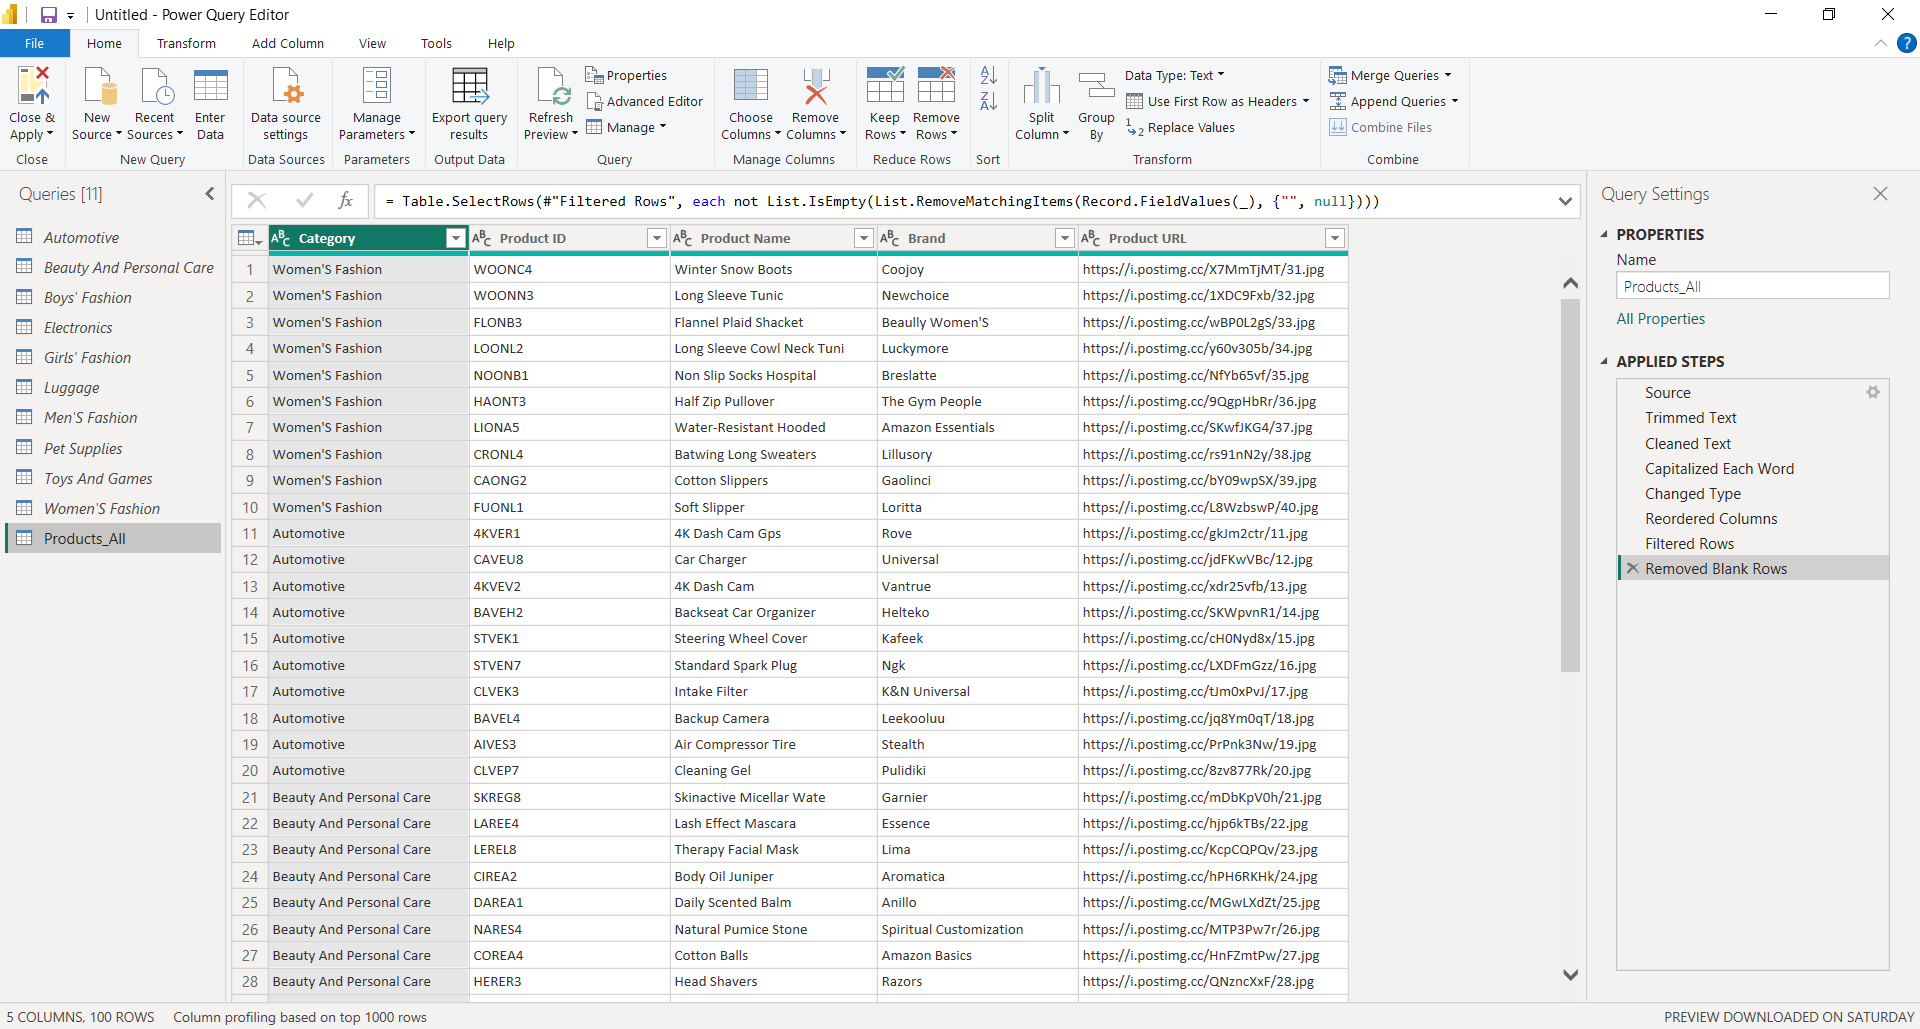 Untitled - Power Query Editor
File Home Transform Add Column View Tools Help
Close & Apply
New Source
Recent Sources
Enter Data
Data source settings
Manage Parameters
Export query results
Refresh Preview
Properties
Advanced Editor
Manage
Choose Columns
Remove Columns
Keep Rows
Remove Rows
Split Column
Group By
Data Type: Text
Use First Row as Headers
Replace Values
Merge Queries
Append Queries
Combine Files
Close New Query Data Sources Parameters Output Data Query Manage Columns Reduce Rows Sort Transform Combine
Queries [11]
Automotive
Beauty And Personal Care
Boys' Fashion
Electronics
Girls' Fashion
Luggage
Men'S Fashion
Pet Supplies
Toys And Games
Women'S Fashion
Products_All
fx = Table.SelectRows(#"Filtered Rows", each not List.IsEmpty(List.RemoveMatchingItems(Record.FieldValues(_), {"", null})))
Category Product ID Product Name Brand Product URL
1 Women'S Fashion WOONC4 Winter Snow Boots Coojoy https://i.postimg.cc/X7MmTjMT/31.jpg
2 Women'S Fashion WOONN3 Long Sleeve Tunic Newchoice https://i.postimg.cc/1XDC9Fxb/32.jpg
3 Women'S Fashion FLONB3 Flannel Plaid Shacket Beaully Women'S https://i.postimg.cc/wBP0L2gS/33.jpg
4 Women'S Fashion LOONL2 Long Sleeve Cowl Neck Tuni Luckymore https://i.postimg.cc/y60v305b/34.jpg
5 Women'S Fashion NOONB1 Non Slip Socks Hospital Breslatte https://i.postimg.cc/NfYb65vf/35.jpg
6 Women'S Fashion HAONT3 Half Zip Pullover The Gym People https://i.postimg.cc/9QgpHbRr/36.jpg
7 Women'S Fashion LIONA5 Water-Resistant Hooded Amazon Essentials https://i.postimg.cc/SKwfJKG4/37.jpg
8 Women'S Fashion CRONL4 Batwing Long Sweaters Lillusory https://i.postimg.cc/rs91nN2y/38.jpg
9 Women'S Fashion CAONG2 Cotton Slippers Gaolinci https://i.postimg.cc/bY09wpSX/39.jpg
10 Women'S Fashion FUONL1 Soft Slipper Loritta https://i.postimg.cc/L8WzbswP/40.jpg
11 Automotive 4KVER1 4K Dash Cam Gps Rove https://i.postimg.cc/gkJm2ctr/11.jpg
12 Automotive CAVEU8 Car Charger Universal https://i.postimg.cc/jdFKwVBc/12.jpg
13 Automotive 4KVEV2 4K Dash Cam Vantrue https://i.postimg.cc/xdr25vfb/13.jpg
14 Automotive BAVEH2 Backseat Car Organizer Helteko https://i.postimg.cc/SKWpvnR1/14.jpg
15 Automotive STVEK1 Steering Wheel Cover Kafeek https://i.postimg.cc/cH0Nyd8x/15.jpg
16 Automotive STVEN7 Standard Spark Plug Ngk https://i.postimg.cc/LXDFmGzz/16.jpg
17 Automotive CLVEK3 Intake Filter K&N Universal https://i.postimg.cc/tJm0xPvJ/17.jpg
18 Automotive BAVEL4 Backup Camera Leekooluu https://i.postimg.cc/jq8Ym0qT/18.jpg
19 Automotive AIVES3 Air Compressor Tire Stealth https://i.postimg.cc/PrPnk3Nw/19.jpg
20 Automotive CLVEP7 Cleaning Gel Pulidiki https://i.postimg.cc/8zv877Rk/20.jpg
21 Beauty And Personal Care SKREG8 Skinactive Micellar Wate Garnier https://i.postimg.cc/mDbKpV0h/21.jpg
22 Beauty And Personal Care LAREE4 Lash Effect Mascara Essence https://i.postimg.cc/hjp6kTBs/22.jpg
23 Beauty And Personal Care LEREL8 Therapy Facial Mask Lima https://i.postimg.cc/KcpCQPQv/23.jpg
24 Beauty And Personal Care CIREA2 Body Oil Juniper Aromatica https://i.postimg.cc/hPH6RKHk/24.jpg
25 Beauty And Personal Care DAREA1 Daily Scented Balm Anillo https://i.postimg.cc/MGwLXdZt/25.jpg
26 Beauty And Personal Care NARES4 Natural Pumice Stone Spiritual Customization https://i.postimg.cc/MTP3Pw7r/26.jpg
27 Beauty And Personal Care COREA4 Cotton Balls Amazon Basics https://i.postimg.cc/HnFZmtPw/27.jpg
28 Beauty And Personal Care HERER3 Head Shavers Razors https://i.postimg.cc/QNzncXxF/28.jpg
Query Settings
PROPERTIES
Name
Products_All
All Properties
APPLIED STEPS
Source
Trimmed Text
Cleaned Text
Capitalized Each Word
Changed Type
Reordered Columns
Filtered Rows
Removed Blank Rows
5 COLUMNS, 100 ROWS Column profiling based on top 1000 rows PREVIEW DOWNLOADED ON SATURDAY